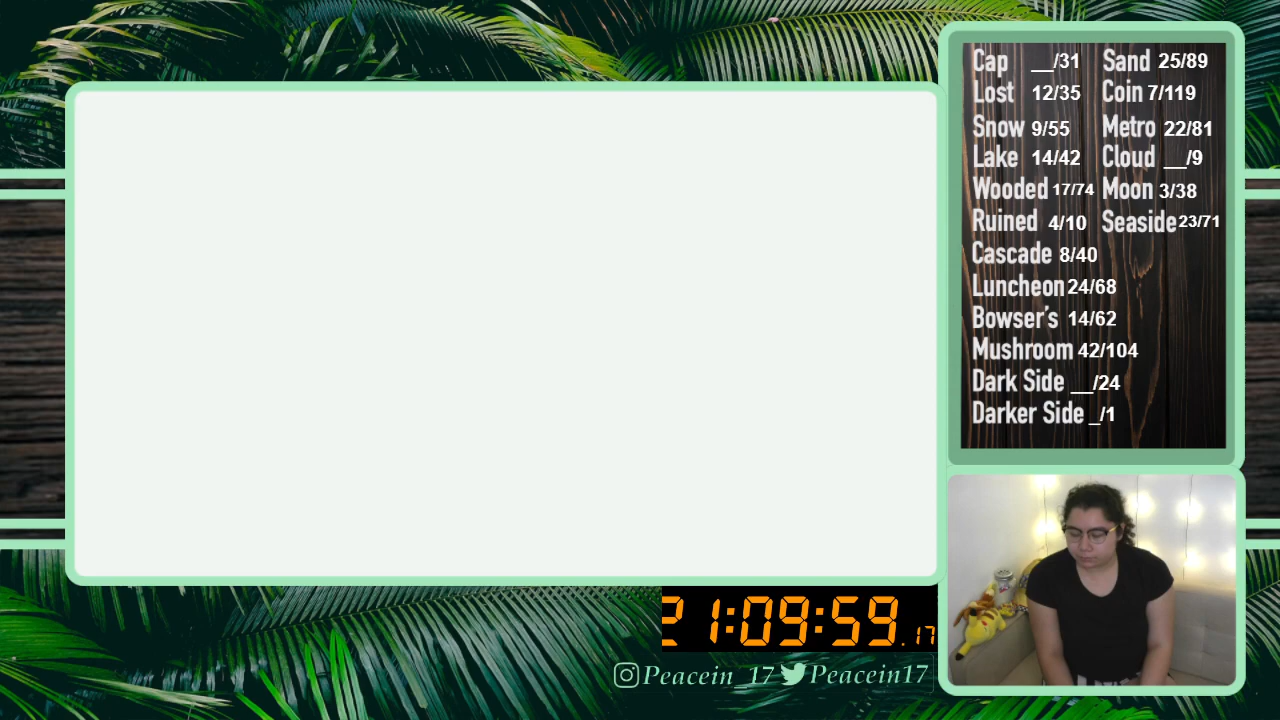 Cap __/31 Sand 25/89
Lost 12/35 Coin 7/119
Snow 9/55 Metro 22/81
Lake 14/42 Cloud __/9
Wooded 17/74 Moon 3/38
Ruined 4/10 Seaside 23/71
Cascade 8/40
Luncheon 24/68
Bowser's 14/62
Mushroom 42/104
Dark Side __/24
Darker Side _/1
21:09:59.17
Peacein_17 Peacein17